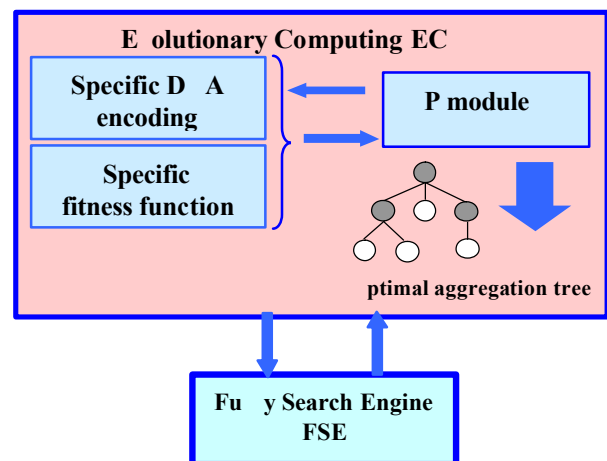 E olutionary Computing EC
Specific D A
encoding
Specific
fitness function
P module
ptimal aggregation tree
Fu y Search Engine
FSE